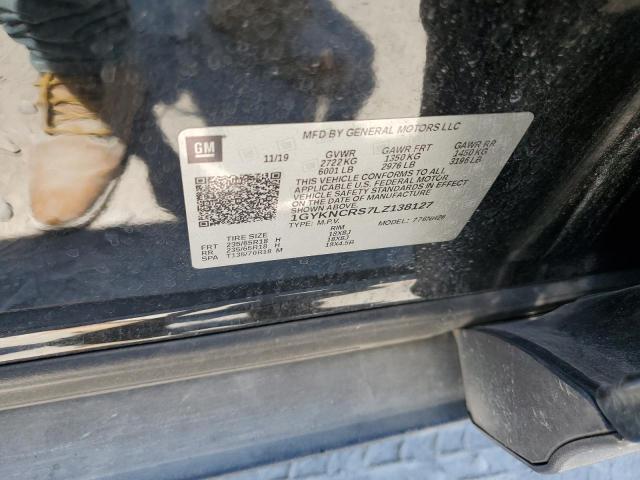 GM
MFD BY GENERAL MOTORS LLC
11/19 GVWR GAWR FRT GAWR RR
2722 KG 1350 KG 1450 KG
6001 LB 2976 LB 3196 LB
THIS VEHICLE CONFORMS TO ALL
APPLICABLE U.S. FEDERAL MOTOR
VEHICLE SAFETY STANDARDS IN EFFECT
ON THE DATE OF MANUFACTURE
SHOWN ABOVE.
1GYKNCRS7LZ138127
TYPE: M.P.V. MODEL:
TIRE SIZE RIM
FRT 235/65R18 H 18X8J
RR 235/65R18 H 18X8J
SPA T135/70R18 M 18X4.5B